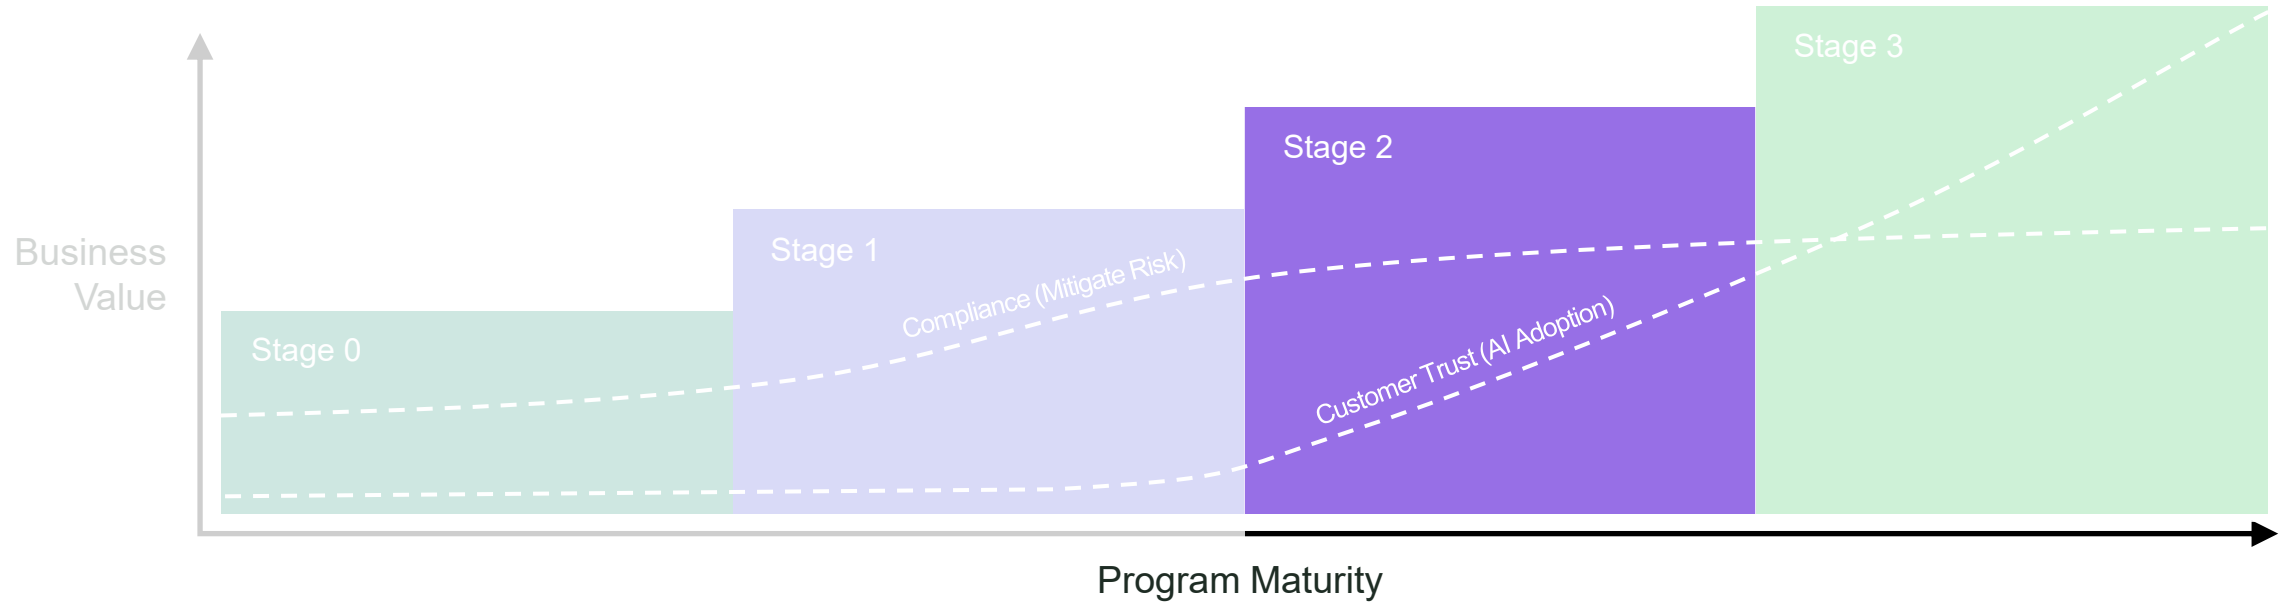 Business
Value
Stage 0
Stage 1
Compliance (Mitigate Risk)
Stage 2
Customer Trust (AI Adoption)
Stage 3
Program Maturity